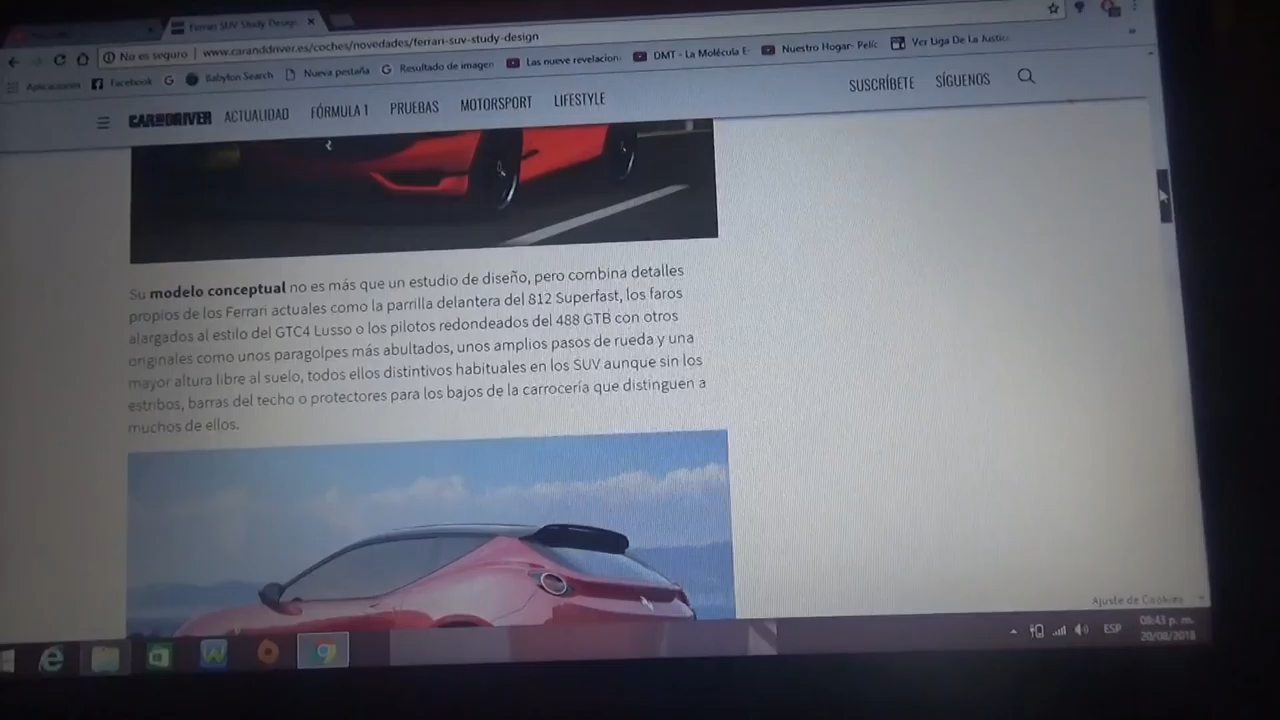 Ferrari SUV Study Design
No es seguro | www.caranddriver.es/coches/novedades/ferrari-suv-study-design
Aplicaciones Facebook Babylon Search Nueva pestaña Resultado de imagen Las nueve revelacion DMT - La Molécula E Nuestro Hogar- Pelíc Ver Liga De La Justic
CAR AND DRIVER ACTUALIDAD FÓRMULA 1 PRUEBAS MOTORSPORT LIFESTYLE SUSCRÍBETE SÍGUENOS
Su modelo conceptual no es más que un estudio de diseño, pero combina detalles
propios de los Ferrari actuales como la parrilla delantera del 812 Superfast, los faros
alargados al estilo del GTC4 Lusso o los pilotos redondeados del 488 GTB con otros
originales como unos paragolpes más abultados, unos amplios pasos de rueda y una
mayor altura libre al suelo, todos ellos distintivos habituales en los SUV aunque sin los
estribos, barras del techo o protectores para los bajos de la carrocería que distinguen a
muchos de ellos.
Ajuste de Cookies
ESP
08:43 p. m.
20/08/2018